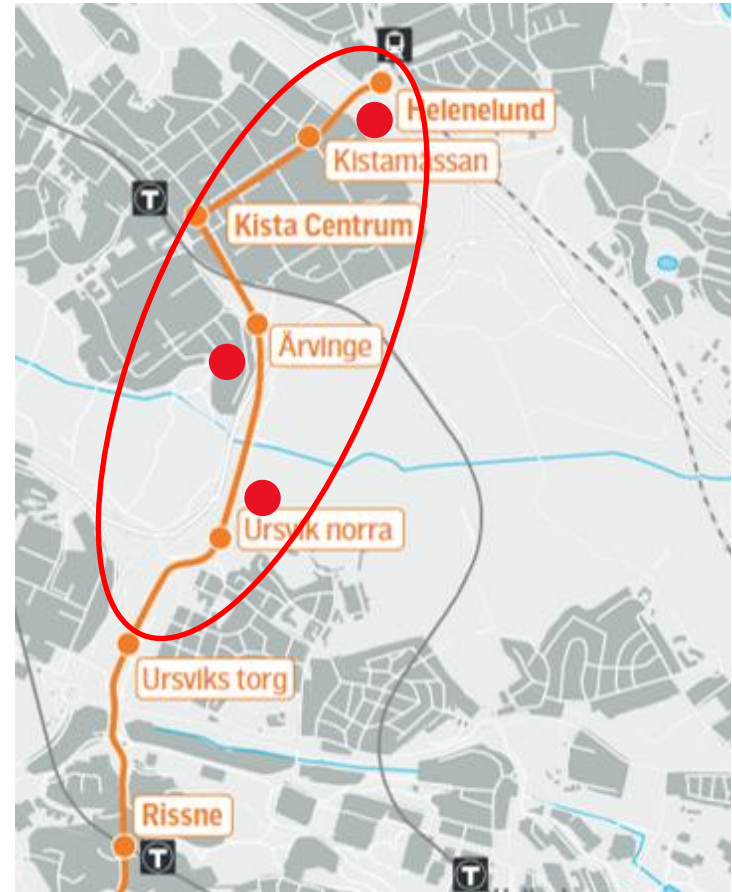 Helenelund
Kistamässan
T
Kista Centrum
Ärvinge
Ursvik norra
Ursviks torg
Rissne
T
T